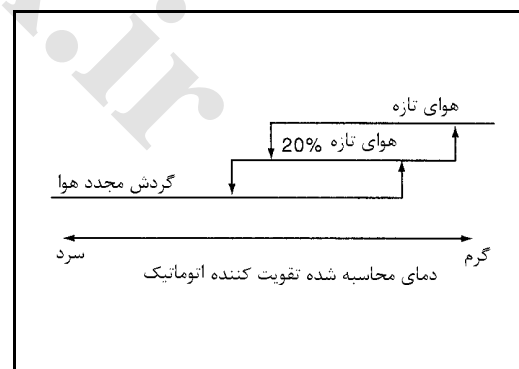 هوای تازه
هوای تازه 20%
گردش مجدد هوا
گرم
سرد
دمای محاسبه شده تقویت کننده اتوماتیک